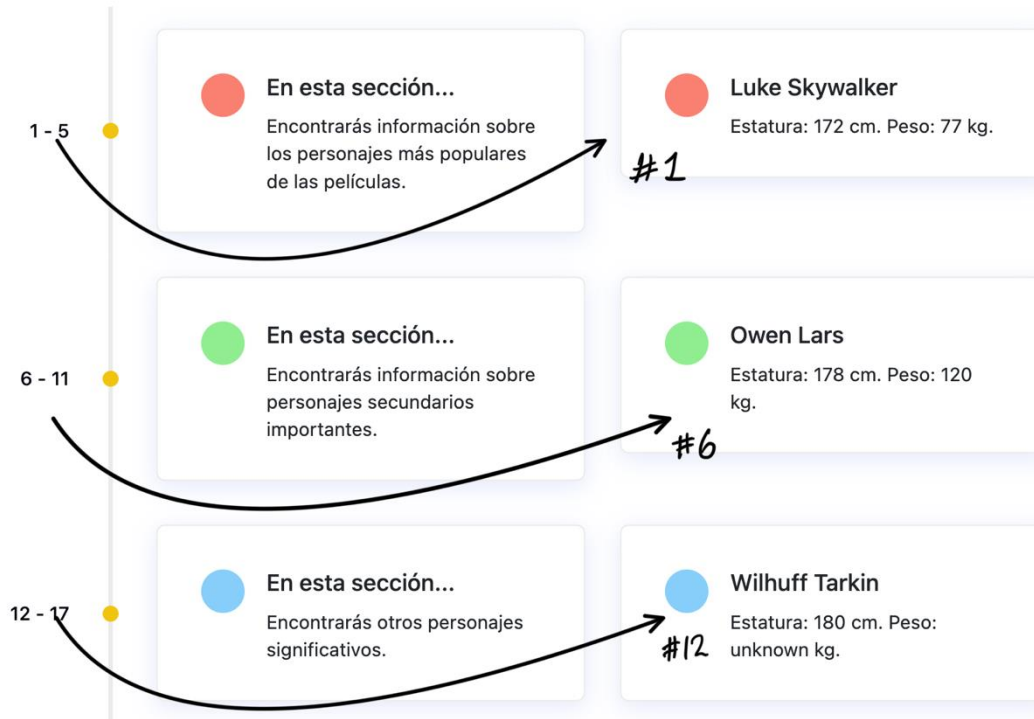 1 - 5
En esta sección...
Encontrarás información sobre
los personajes más populares
de las películas.
Luke Skywalker
Estatura: 172 cm. Peso: 77 kg.
#1
6 - 11
En esta sección...
Encontrarás información sobre
personajes secundarios
importantes.
Owen Lars
Estatura: 178 cm. Peso: 120
kg.
#6
12 - 17
En esta sección...
Encontrarás otros personajes
significativos.
Wilhuff Tarkin
Estatura: 180 cm. Peso:
unknown kg.
#12